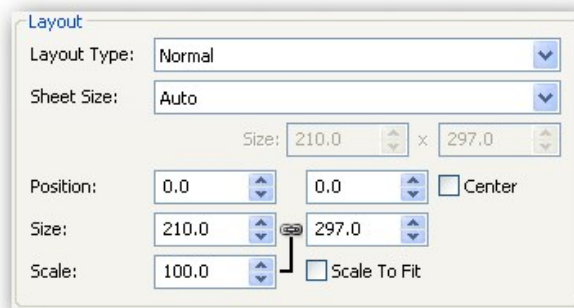 Layout
Layout Type: Normal
Sheet Size: Auto
Size: 210.0 x 297.0
Position: 0.0 0.0 Center
Size: 210.0 297.0
Scale: 100.0 Scale To Fit